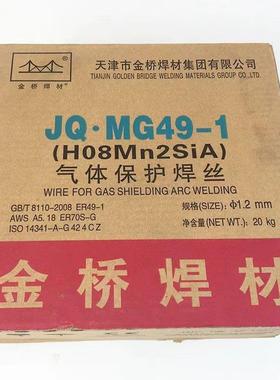 天津市金桥焊材集团有限公司
TIANJIN GOLDEN BRIDGE WELDING MATERIALS GROUP CO.,LTD
金桥焊材
JQ·MG49-1
(H08Mn2SiA)
气体保护焊丝
WIRE FOR GAS SHIELDING ARC WELDING
GB/T 8110-2008 ER49-1
规格(SIZE): Φ1.2 mm
AWS A5.18 ER70S-G
ISO 14341-A-G 42 4 C Z
净含量(NET WT.): 20 kg
金桥焊材